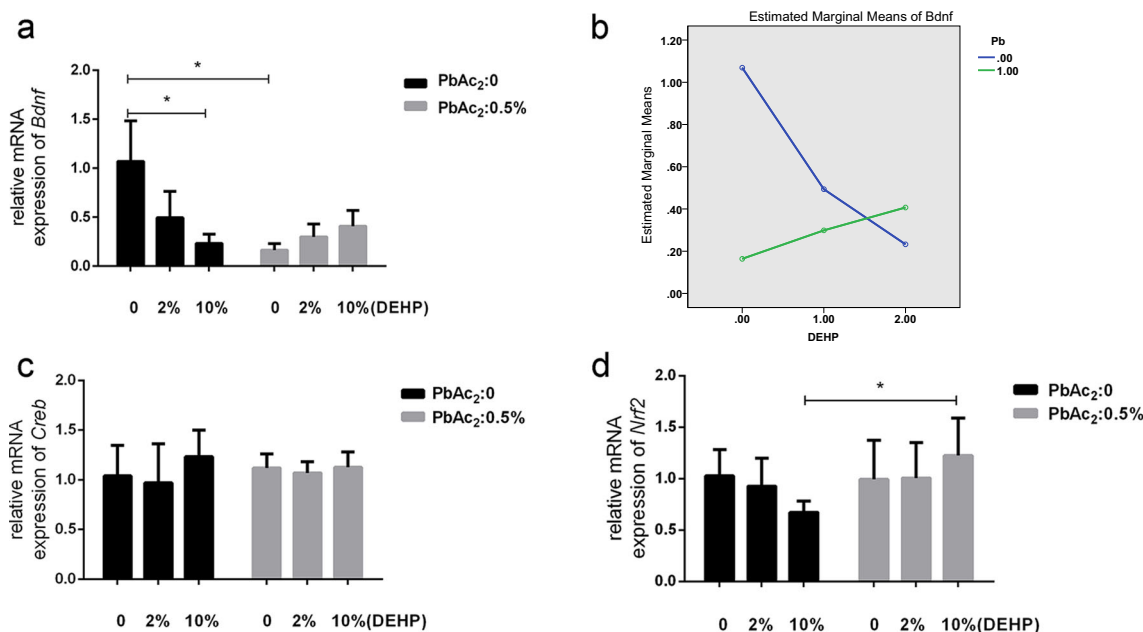 a
relative mRNA
expression of Bdnf
2.0
1.5
1.0
0.5
0.0
*
*
PbAc2:0
PbAc2:0.5%
0 2% 10% 0 2% 10%(DEHP)
b
Estimated Marginal Means of Bdnf
Estimated Marginal Means
1.20
1.00
.80
.60
.40
.20
.00
.00 1.00 2.00
DEHP
Pb
.00
1.00
c
relative mRNA
expression of Creb
2.0
1.5
1.0
0.5
0.0
PbAc2:0
PbAc2:0.5%
0 2% 10% 0 2% 10%(DEHP)
d
relative mRNA
expression of Nrf2
2.0
1.5
1.0
0.5
0.0
*
PbAc2:0
PbAc2:0.5%
0 2% 10% 0 2% 10%(DEHP)